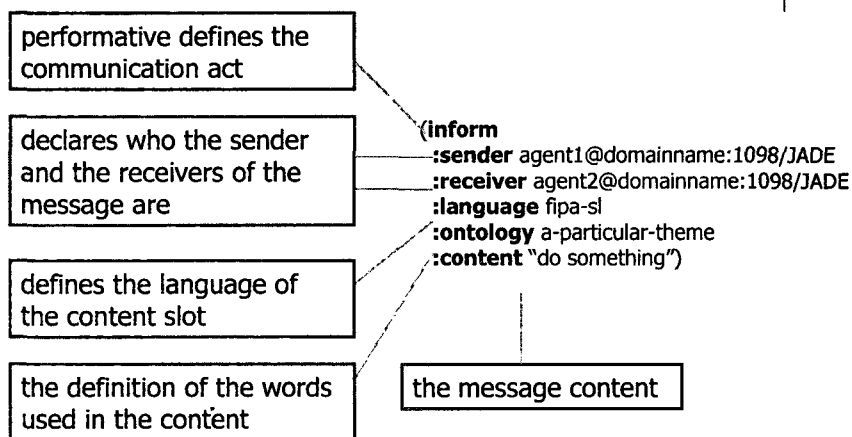 performative defines the
communication act
declares who the sender
and the receivers of the
message are
defines the language of
the content slot
the definition of the words
used in the content
(inform
:sender agent1@domainname:1098/JADE
:receiver agent2@domainname:1098/JADE
:language fipa-sl
:ontology a-particular-theme
:content “do something”)
the message content